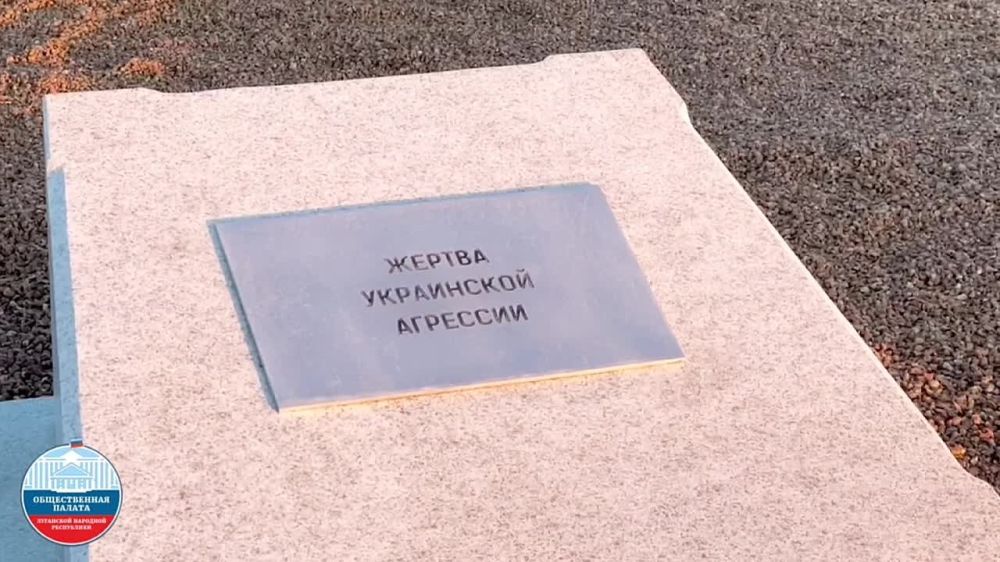 ЖЕРТВА
УКРАИНСКОЙ
АГРЕССИИ
ОБЩЕСТВЕННАЯ
ПАЛАТА
ЛУГАНСКОЙ НАРОДНОЙ
РЕСПУБЛИКИ